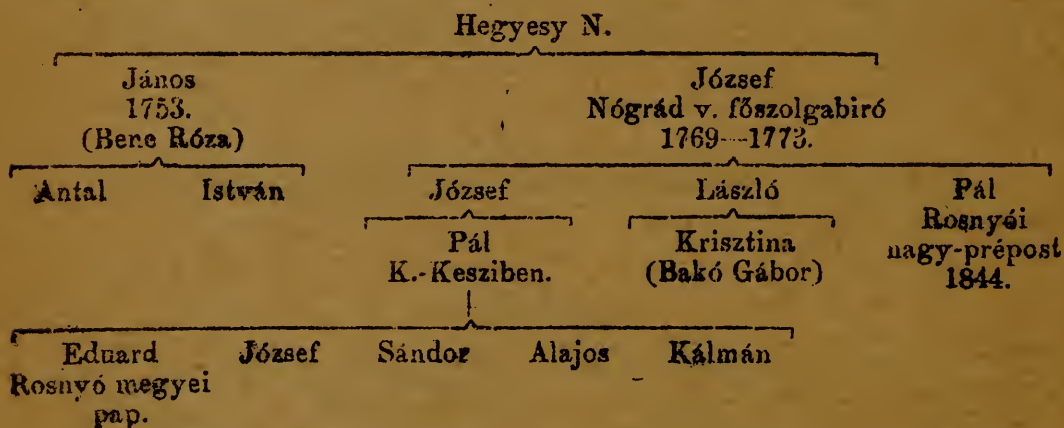 Hegyesy N.
János József
1753. Nógrád v. főszolgabiró
(Bene Róza) 1769—1773.
Antal István József László Pál
Pál Krisztina Rosnyói
K.-Kesziben. (Bakó Gábor) nagy-prépost
1844.
Eduard József Sándor Alajos Kálmán
Rosnyó megyei
pap.